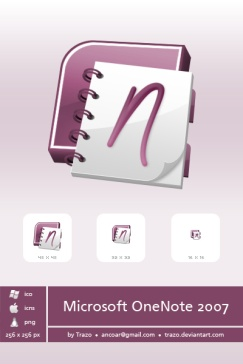 n
n
n
n
ico
icns
png
256 x 256 px
Microsoft OneNote 2007
by Trazo • ancoar@gmail.com • trazo.deviantart.com